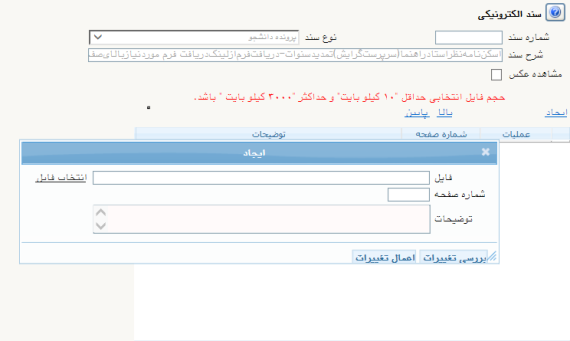 سند الکترونیکی
شماره سند
نوع سند پرونده دانشجو
شرح سند اسکن‌نامه‌نظراستادراهنما(سرپرست‌گرایش)تمدیدسنوات-دریافت‌فرم‌ازلینک‌دریافت فرم موردنیازپایای‌صف
مشاهده عکس
حجم فایل انتخابی حداقل "۱۰ کیلو بایت" و حداکثر "۳۰۰۰ کیلو بایت " باشد.
ایجاد بالا پایین
عملیات شماره صفحه توضیحات
ایجاد
فایل انتخاب فایل
شماره صفحه
توضیحات
بررسی تغییرات اعمال تغییرات